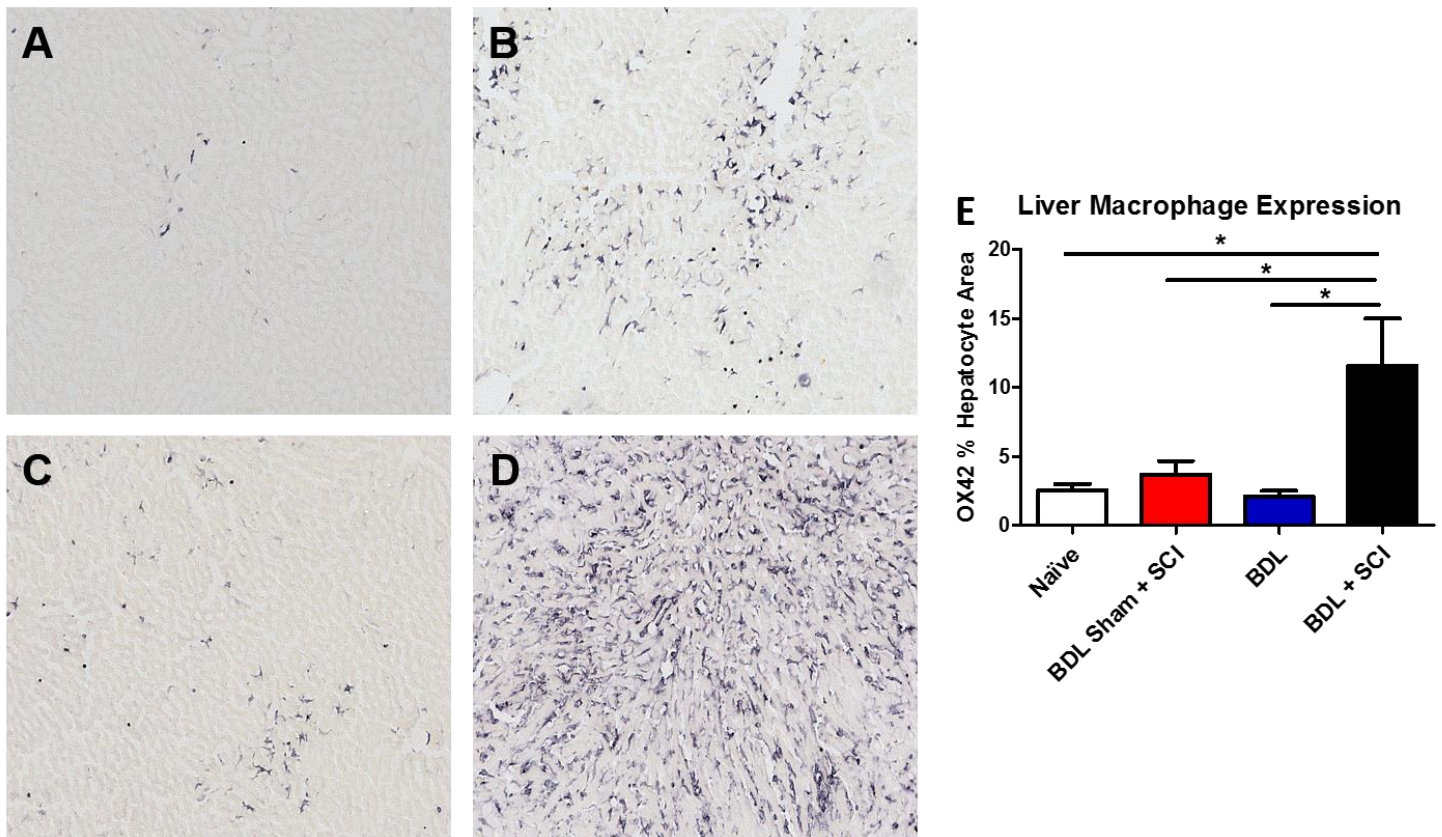 A
B
C
D
E
Liver Macrophage Expression
*
*
*
OX42 % Hepatocyte Area
20
15
10
5
0
Naïve
BDL Sham + SCI
BDL
BDL + SCI